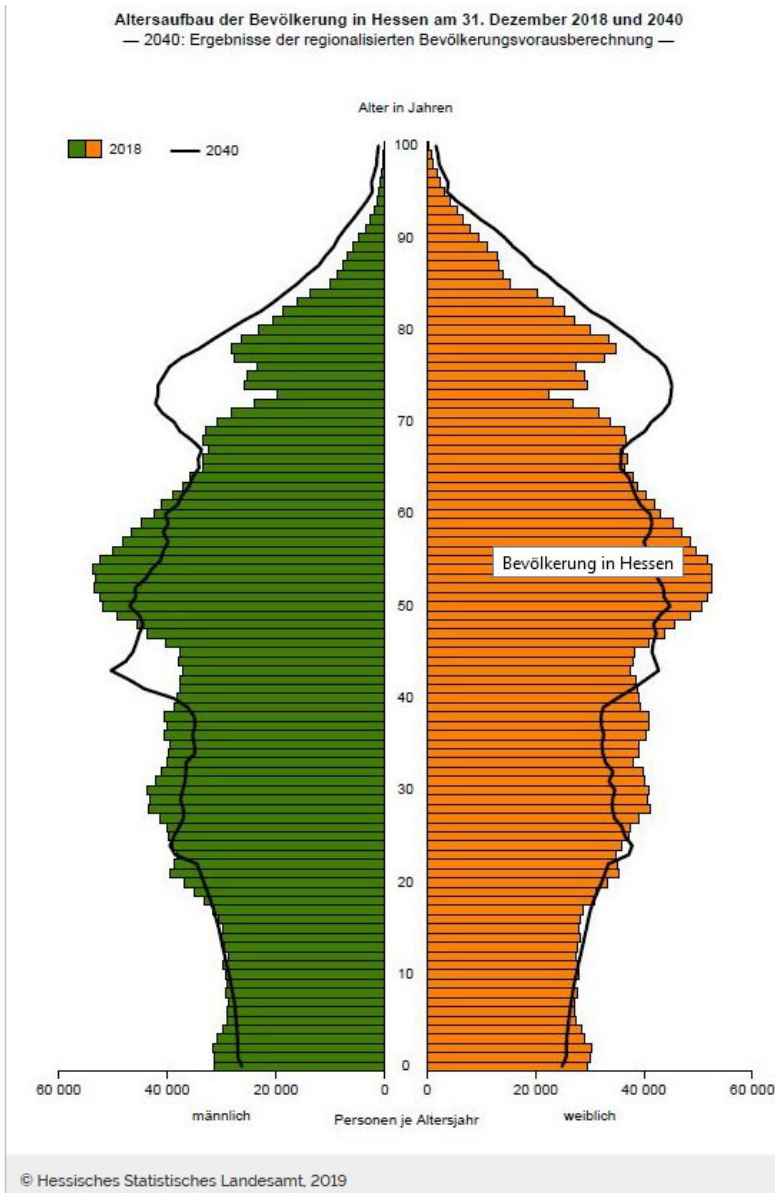 Altersaufbau der Bevölkerung in Hessen am 31. Dezember 2018 und 2040
— 2040: Ergebnisse der regionalisierten Bevölkerungsvorausberechnung —
Alter in Jahren
2018
2040
100
90
80
70
60
Bevölkerung in Hessen
50
40
30
20
10
0
60 000 40 000 20 000 0 0 20 000 40 000 60 000
männlich Personen je Altersjahr weiblich
© Hessisches Statistisches Landesamt, 2019